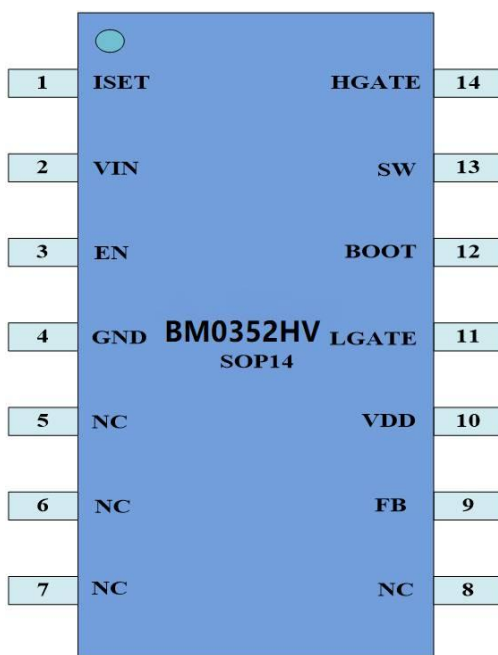 1 ISET HGATE 14
2 VIN SW 13
3 EN BOOT 12
4 GND BM0352HV LGATE 11
SOP14
5 NC VDD 10
6 NC FB 9
7 NC NC 8